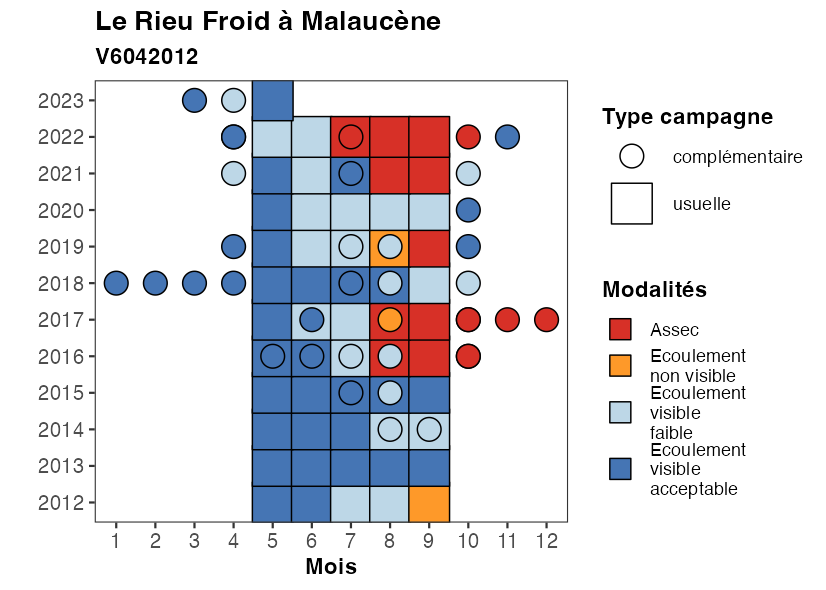 Le Rieu Froid à Malaucène
V6042012
2023
2022
2021
2020
2019
2018
2017
2016
2015
2014
2013
2012
1 2 3 4 5 6 7 8 9 10 11 12
Mois
Type campagne
complémentaire
usuelle
Modalités
Assec
Ecoulement
non visible
Ecoulement
visible
faible
Ecoulement
visible
acceptable